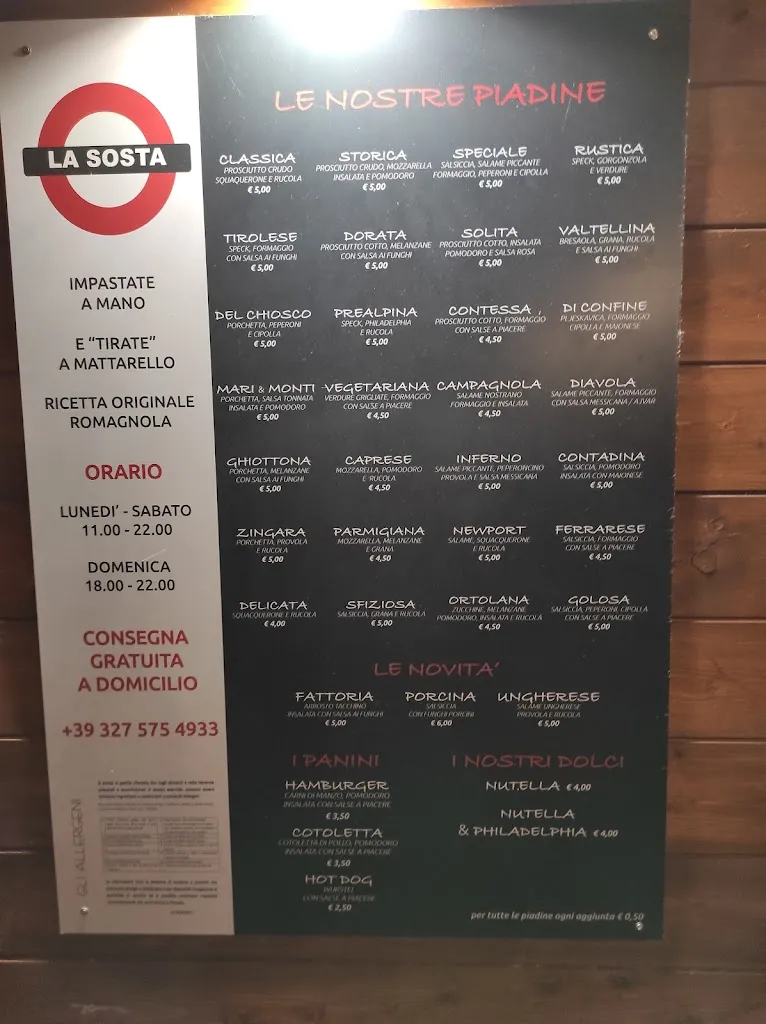 LA SOSTA
IMPASTATE
A MANO
E “TIRATE”
A MATTARELLO
RICETTA ORIGINALE
ROMAGNOLA
ORARIO
LUNEDI’ - SABATO
11.00 - 22.00
DOMENICA
18.00 - 22.00
CONSEGNA
GRATUITA
A DOMICILIO
+39 327 575 4933
GLI ALLERGENI
LE NOSTRE PIADINE
CLASSICA
PROSCIUTTO CRUDO
SQUAQUERONE E RUCOLA
€ 5,00
STORICA
PROSCIUTTO CRUDO, MOZZARELLA
INSALATA E POMODORO
€ 5,00
SPECIALE
SALSICCIA, SALAME PICCANTE
FORMAGGIO, PEPERONI E CIPOLLA
€ 5,00
RUSTICA
SPECK, GORGONZOLA
E VERDURE
€ 5,00
TIROLESE
SPECK, FORMAGGIO
CON SALSA AI FUNGHI
€ 5,00
DORATA
PROSCIUTTO COTTO, MELANZANE
CON SALSA AI FUNGHI
€ 5,00
SOLITA
PROSCIUTTO COTTO, INSALATA
POMODORO E SALSA ROSA
€ 5,00
VALTELLINA
BRESAOLA, GRANA, RUCOLA
E SALSA AI FUNGHI
€ 5,00
DEL CHIOSCO
PORCHETTA, PEPERONI
E CIPOLLA
€ 5,00
PREALPINA
SPECK, PHILADELPHIA
E RUCOLA
€ 5,00
CONTESSA
PROSCIUTTO COTTO, FORMAGGIO
CON SALSE A PIACERE
€ 4,50
DI CONFINE
PLJESKAVICA, FORMAGGIO
CIPOLLA E MAIONESE
€ 5,00
MARI & MONTI
PORCHETTA, SALSA TONNATA
INSALATA E POMODORO
€ 5,00
VEGETARIANA
VERDURE GRIGLIATE, FORMAGGIO
CON SALSE A PIACERE
€ 4,50
CAMPAGNOLA
SALAME NOSTRANO
FORMAGGIO E INSALATA
€ 4,50
DIAVOLA
SALAME PICCANTE, FORMAGGIO
CON SALSA MESSICANA / AJVAR
€ 5,00
GHIOTTONA
PORCHETTA, MELANZANE
CON SALSA AI FUNGHI
€ 5,00
CAPRESE
MOZZARELLA, POMODORO
E RUCOLA
€ 4,50
INFERNO
SALAME PICCANTE, PEPERONCINO
PROVOLA E SALSA MESSICANA
€ 5,00
CONTADINA
SALSICCIA, POMODORO
INSALATA CON MAIONESE
€ 5,00
ZINGARA
PORCHETTA, PROVOLA
E RUCOLA
€ 5,00
PARMIGIANA
MOZZARELLA, MELANZANE
E GRANA
€ 4,50
NEWPORT
SALAME, SQUACQUERONE
E RUCOLA
€ 5,00
FERRARESE
SALSICCIA, FORMAGGIO
CON SALSE A PIACERE
€ 4,50
DELICATA
SQUACQUERONE E RUCOLA
€ 4,00
SFIZIOSA
SALSICCIA, GRANA E RUCOLA
€ 5,00
ORTOLANA
ZUCCHINE, MELANZANE
POMODORO, INSALATA E RUCOLA
€ 4,50
GOLOSA
SALSICCIA, PEPERONI, CIPOLLA
CON SALSE A PIACERE
€ 5,00
LE NOVITA’
FATTORIA
ARROSTO TACCHINO
INSALATA CON SALSA AI FUNGHI
€ 5,00
PORCINA
SALSICCIA
CON FUNGHI PORCINI
€ 6,00
UNGHERESE
SALAME UNGHERESE
PROVOLA E RUCOLA
€ 5,00
I PANINI
HAMBURGER
CARNI DI MANZO, POMODORO
INSALATA CON SALSE A PIACERE
€ 3,50
COTOLETTA
COTOLETTA DI POLLO, POMODORO
INSALATA CON SALSE A PIACERE
€ 3,50
HOT DOG
WURSTEL
CON SALSE A PIACERE
€ 2,50
I NOSTRI DOLCI
NUTELLA € 4,00
NUTELLA
& PHILADELPHIA € 4,00
per tutte le piadine ogni aggiunta € 0,50